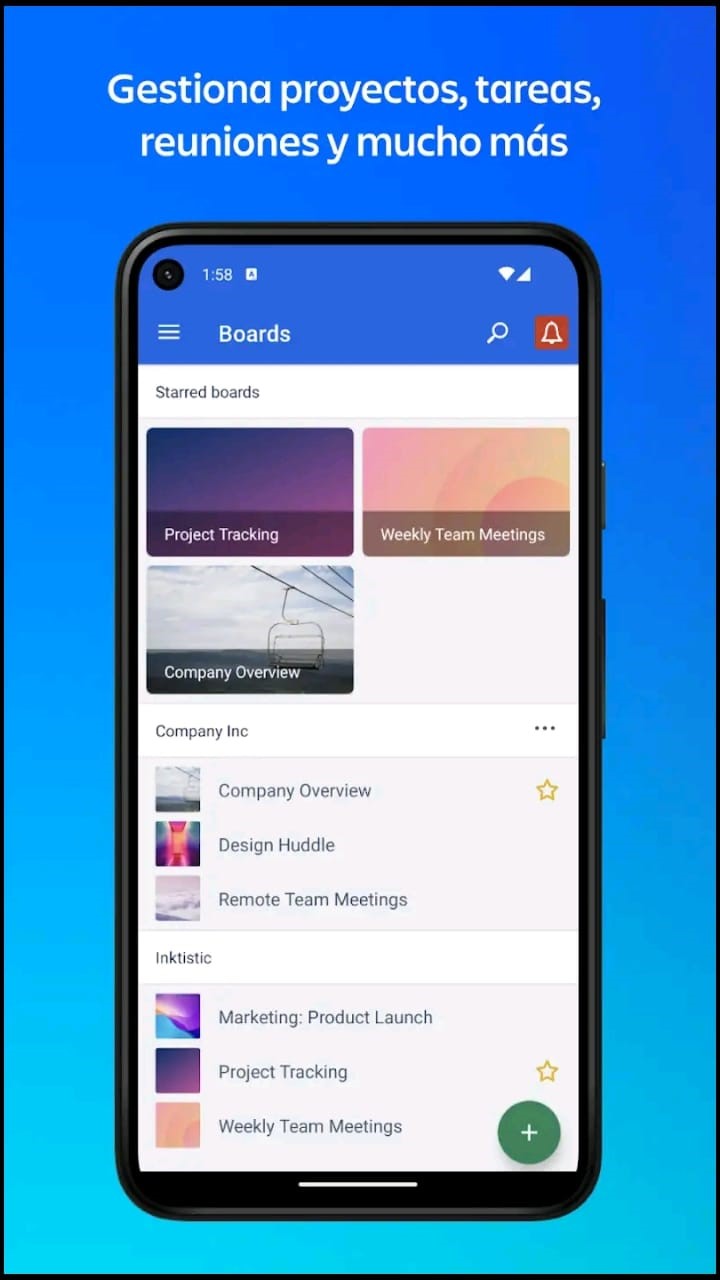 Gestiona proyectos, tareas,
reuniones y mucho más
1:58
Boards
Starred boards
Project Tracking
Weekly Team Meetings
Company Overview
Company Inc
Company Overview
Design Huddle
Remote Team Meetings
Inktistic
Marketing: Product Launch
Project Tracking
Weekly Team Meetings